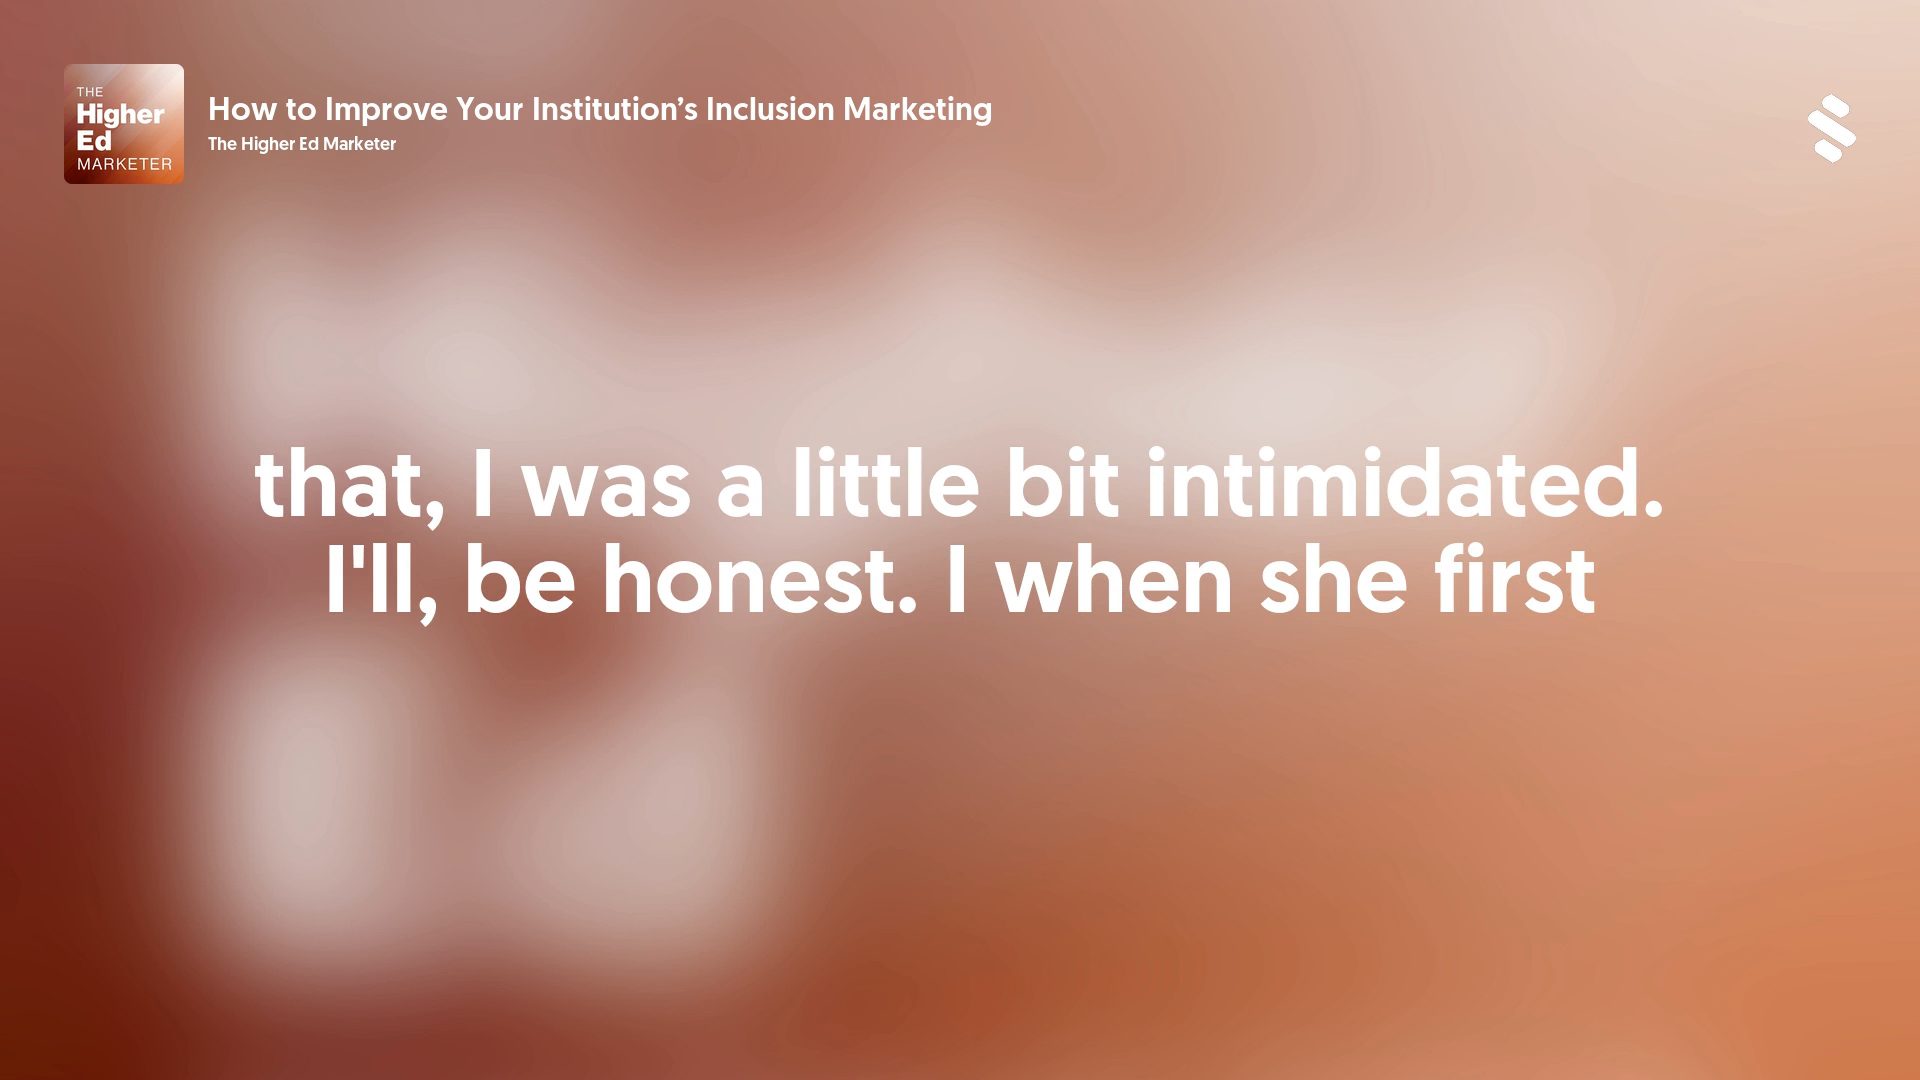 THE
Higher
Ed
MARKETER
How to Improve Your Institution’s Inclusion Marketing
The Higher Ed Marketer
that, I was a little bit intimidated.
I'll, be honest. I when she first